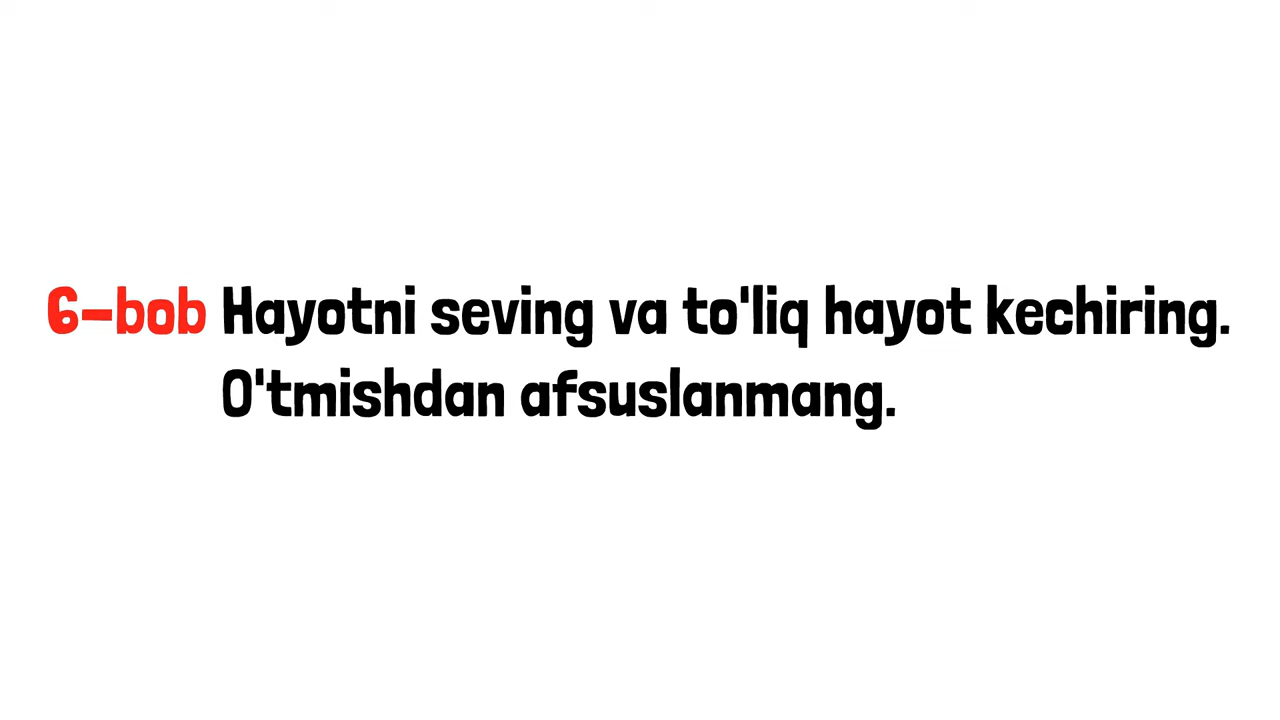 6-bob Hayotni seving va to'liq hayot kechiring.
O'tmishdan afsuslanmang.